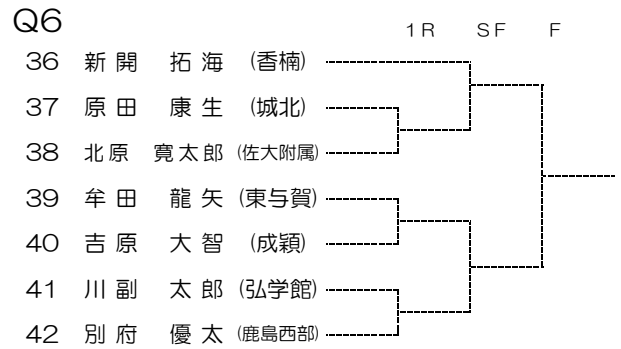 Q6
1R SF F
36 新開 拓海 (香楠)
37 原田 康生 (城北)
38 北原 寛太郎 (佐大附属)
39 牟田 龍矢 (東与賀)
40 吉原 大智 (成穎)
41 川副 太郎 (弘学館)
42 別府 優太 (鹿島西部)